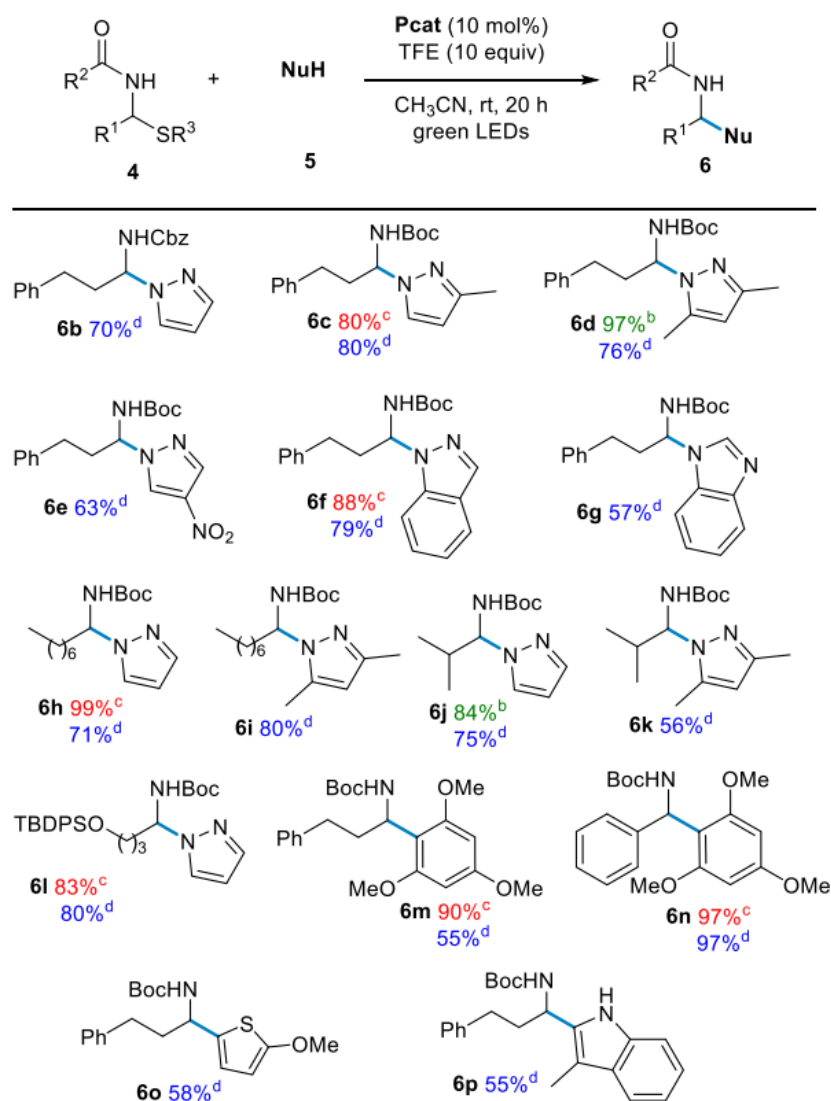 O
R2
NH
R1
SR3
4
+
NuH
5
Pcat (10 mol%)
TFE (10 equiv)
CH3CN, rt, 20 h
green LEDs
O
R2
NH
R1
Nu
6
NHCbz
Ph
N
N
6b 70%d
NHBoc
Ph
N
N
6c 80%c
80%d
NHBoc
Ph
N
N
6d 97%b
76%d
NHBoc
Ph
N
N
NO2
6e 63%d
NHBoc
Ph
N
N
6f 88%c
79%d
NHBoc
Ph
N
N
6g 57%d
NHBoc
( )6
N
N
6h 99%c
71%d
NHBoc
( )6
N
N
6i 80%d
NHBoc
N
N
6j 84%b
75%d
NHBoc
N
N
6k 56%d
NHBoc
TBDPSO
( )3
N
N
6l 83%c
80%d
BocHN
OMe
Ph
OMe
OMe
6m 90%c
55%d
BocHN
OMe
OMe
OMe
6n 97%c
97%d
BocHN
Ph
S
OMe
6o 58%d
BocHN
H
N
Ph
6p 55%d